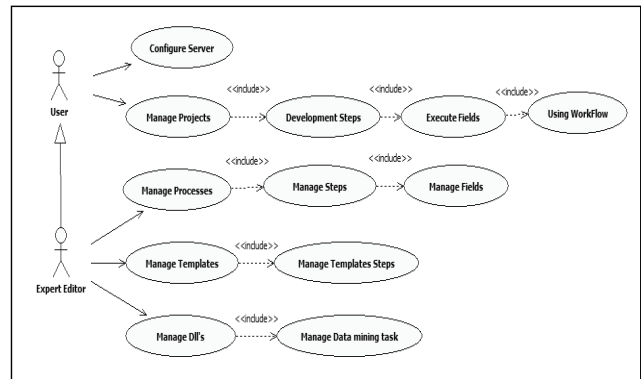 Configure Server
User
<<include>>
<<include>>
<<include>>
Manage Projects
Development Steps
Execute Fields
Using WorkFlow
<<include>>
<<include>>
Manage Processes
Manage Steps
Manage Fields
Expert Editor
<<include>>
Manage Templates
Manage Templates Steps
<<include>>
Manage Dll's
Manage Data mining task